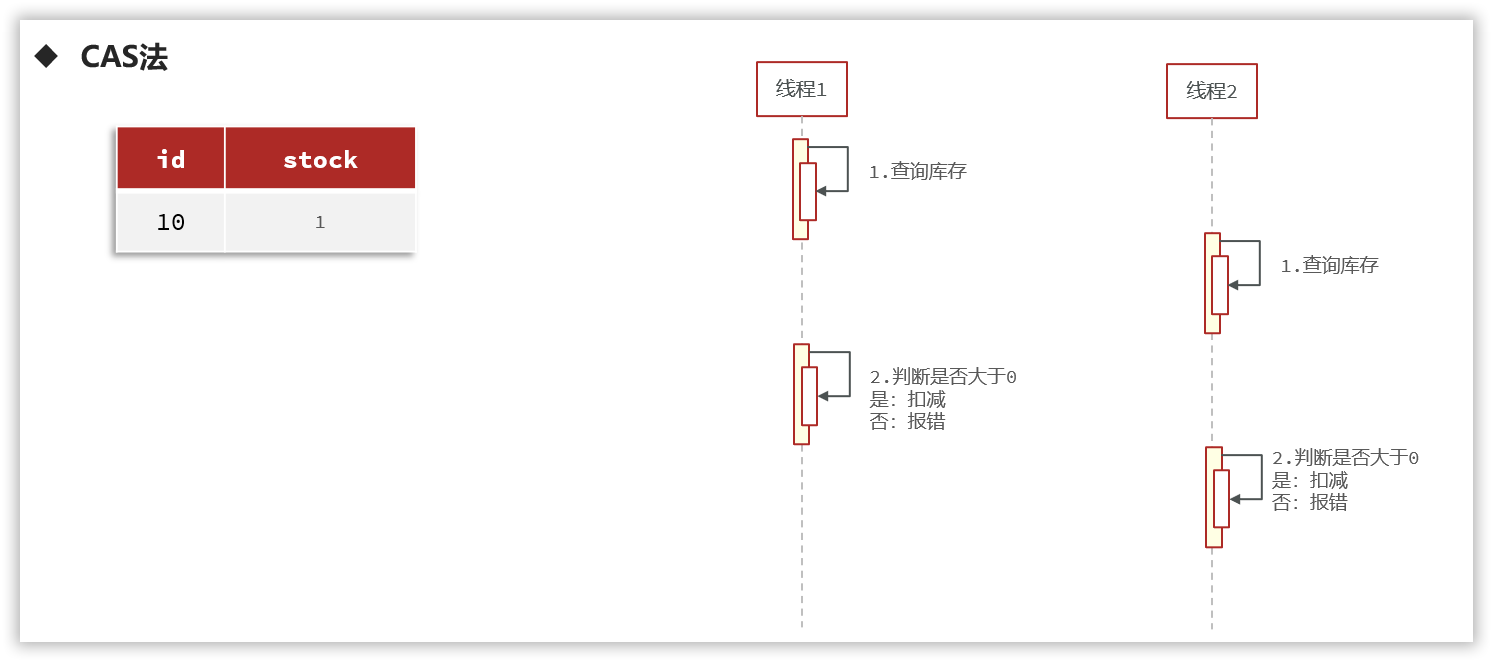 CAS法
id stock
10 1
线程1
1.查询库存
2.判断是否大于0
是: 扣减
否: 报错
线程2
1.查询库存
2.判断是否大于0
是: 扣减
否: 报错